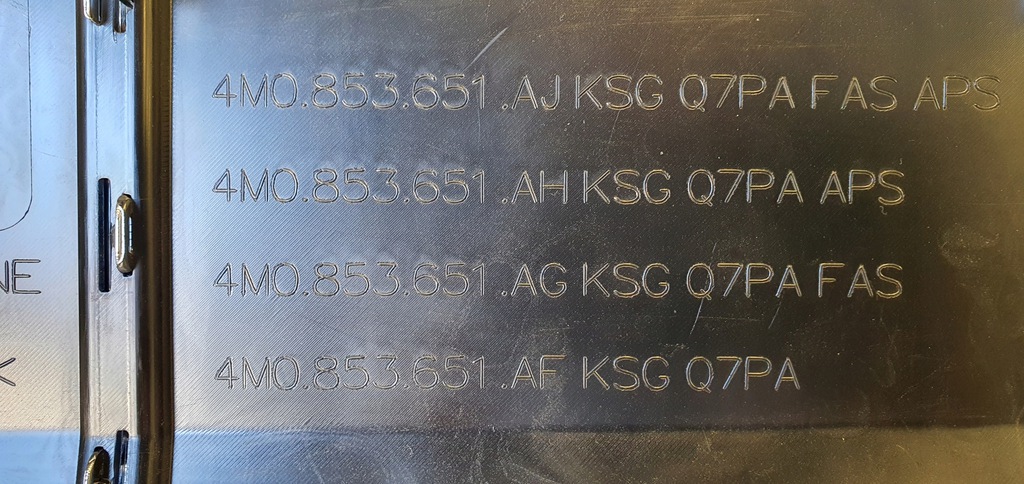 4M0.853.651.AJ KSG Q7PA FAS APS
4M0.853.651.AH KSG Q7PA APS
4M0.853.651.AG KSG Q7PA FAS
4M0.853.651.AF KSG Q7PA